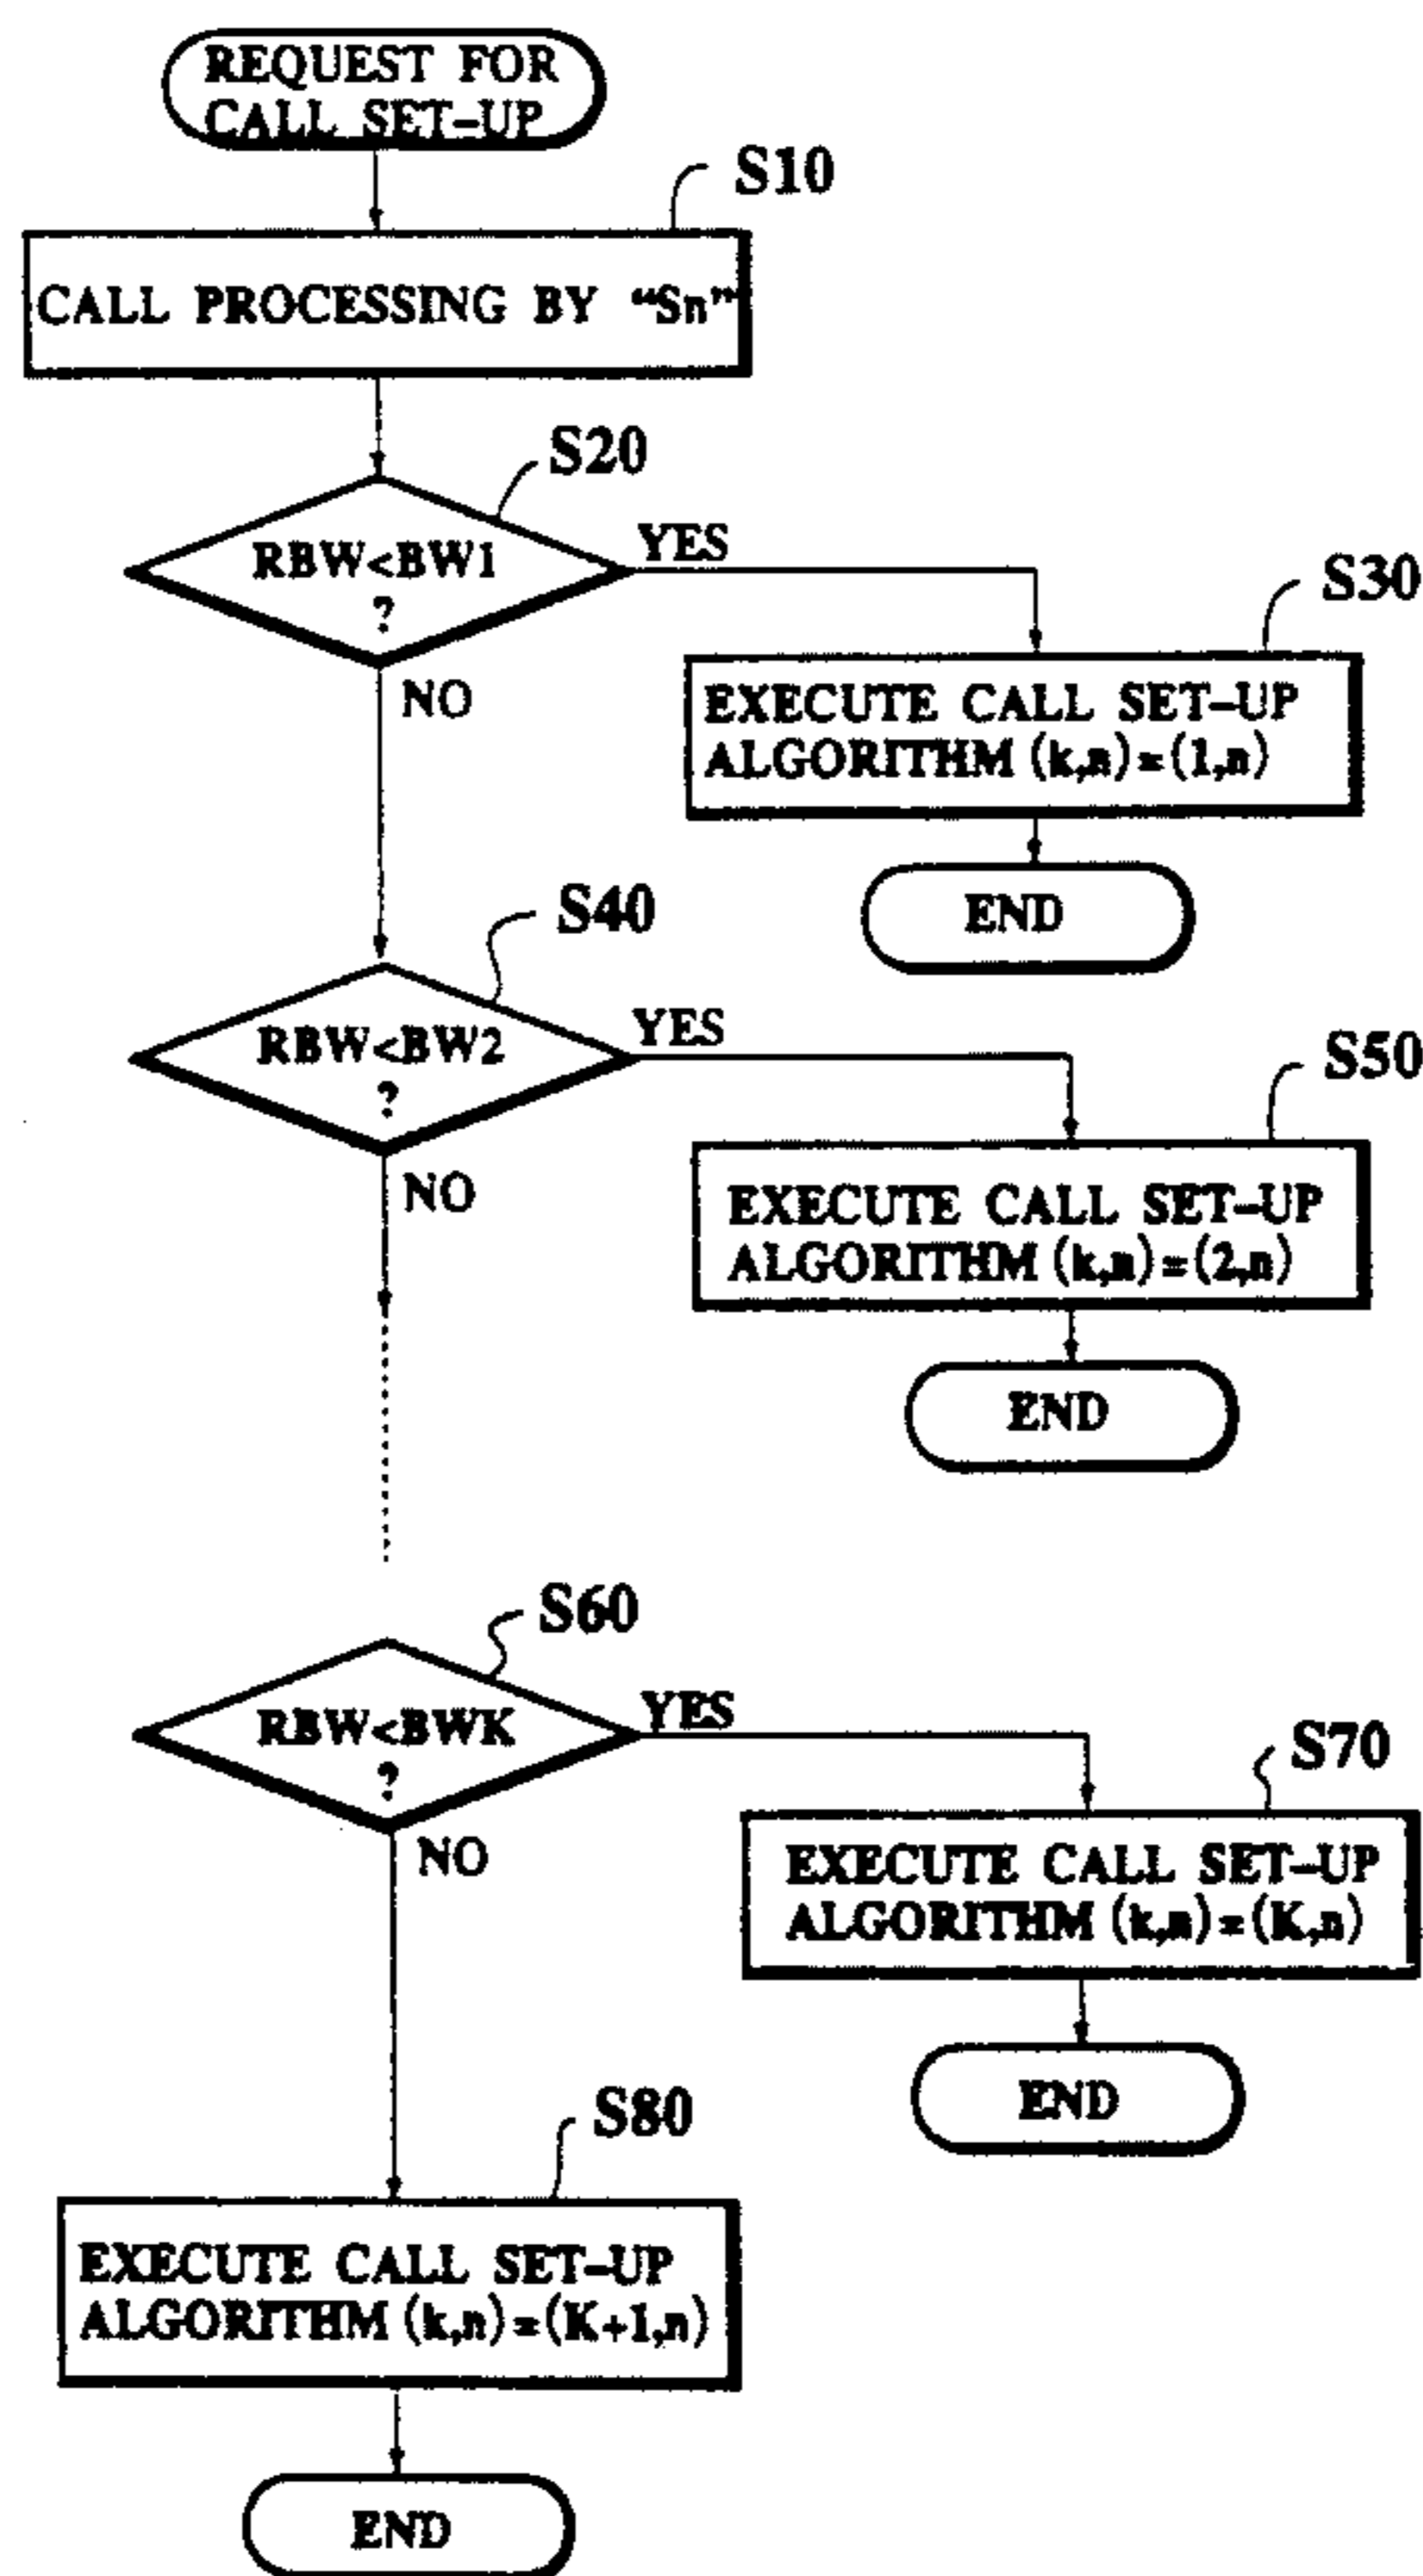 REQUEST FOR
CALL SET-UP
S10
CALL PROCESSING BY “Sn”
S20
RBW<BW1
?
YES
NO
S30
EXECUTE CALL SET-UP
ALGORITHM (k,n)=(1,n)
END
S40
RBW<BW2
?
YES
NO
S50
EXECUTE CALL SET-UP
ALGORITHM (k,n)=(2,n)
END
S60
RBW<BWK
?
YES
NO
S70
EXECUTE CALL SET-UP
ALGORITHM (k,n)=(K,n)
END
S80
EXECUTE CALL SET-UP
ALGORITHM (k,n)=(K+1,n)
END